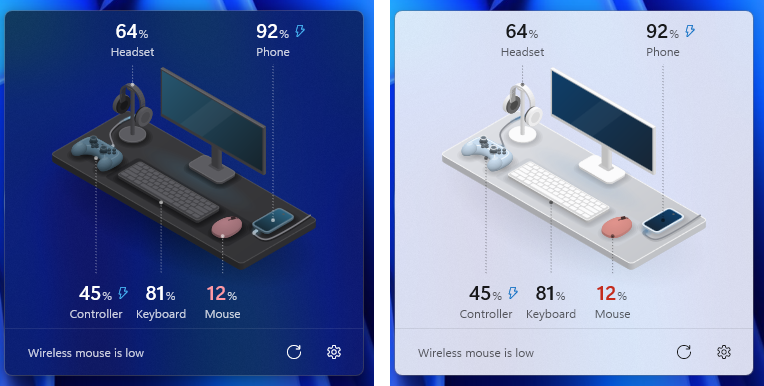 64%
Headset
92%
Phone
45%
Controller
81%
Keyboard
12%
Mouse
Wireless mouse is low
64%
Headset
92%
Phone
45%
Controller
81%
Keyboard
12%
Mouse
Wireless mouse is low